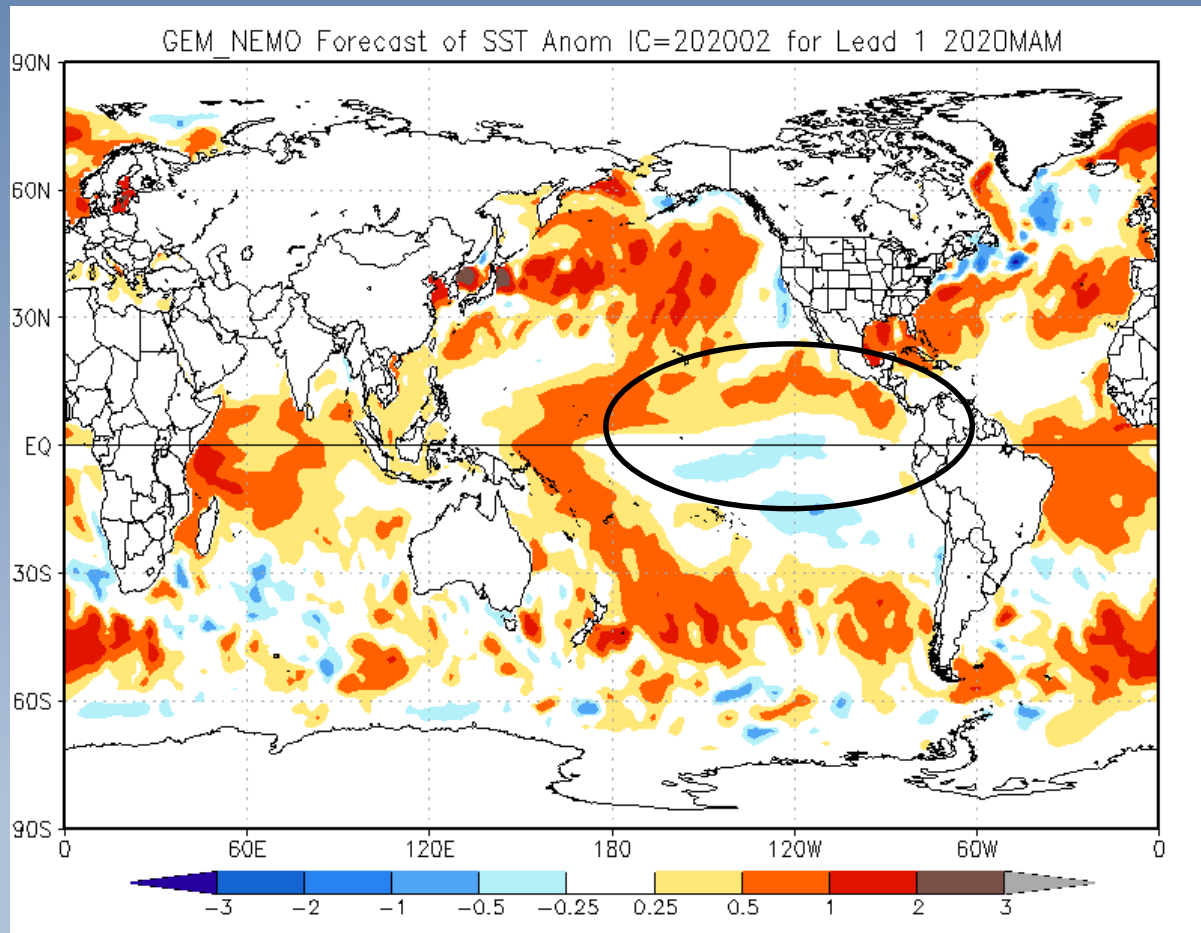 GEM_NEMO Forecast of SST Anom IC=202002 for Lead 1 2020MAM
90N
60N
30N
EQ
30S
60S
90S
0 60E 120E 180 120W 60W 0
-3 -2 -1 -0.5 -0.25 0.25 0.5 1 2 3